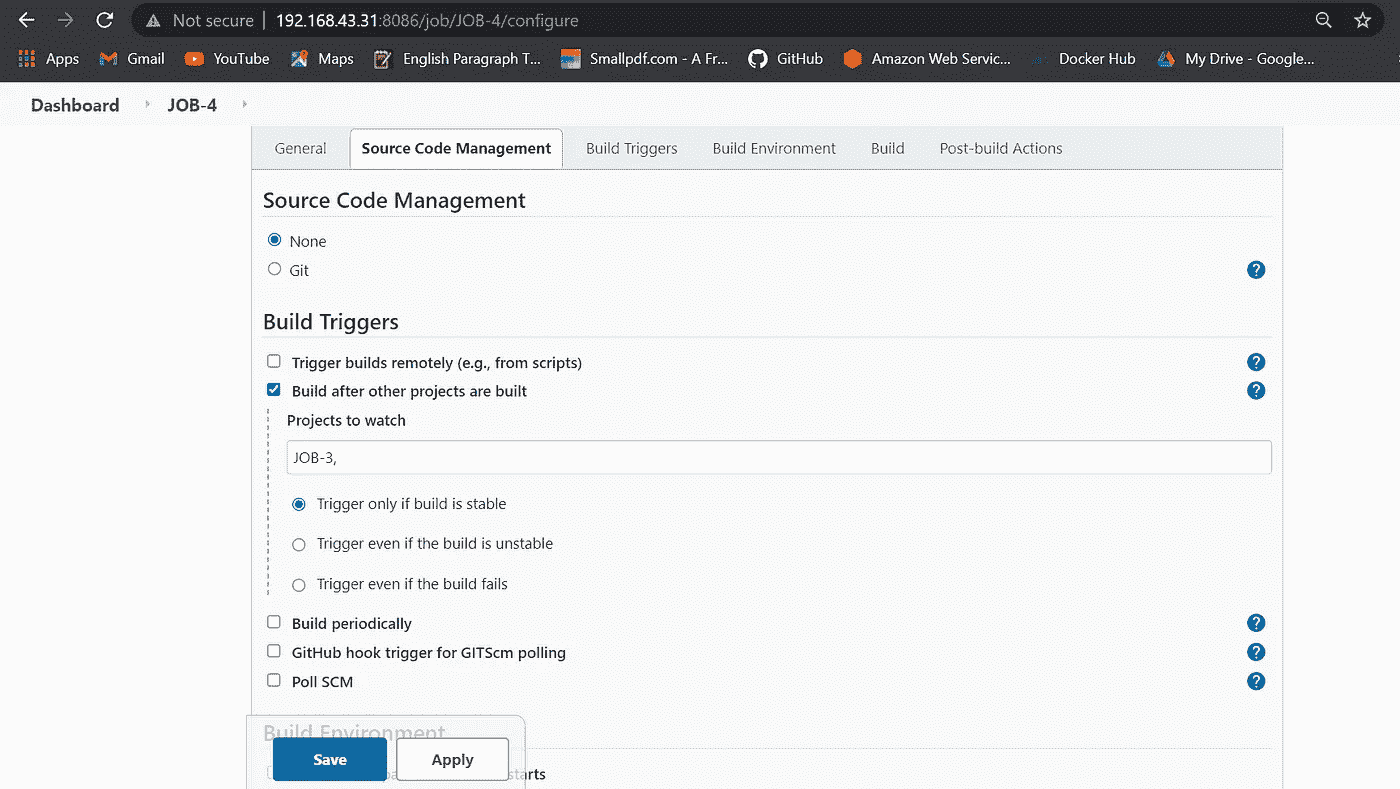 Not secure | 192.168.43.31:8086/job/JOB-4/configure
Apps Gmail YouTube Maps English Paragraph T... Smallpdf.com - A Fr... GitHub Amazon Web Servic... Docker Hub My Drive - Google...
Dashboard JOB-4
General Source Code Management Build Triggers Build Environment Build Post-build Actions
Source Code Management
None
Git
Build Triggers
Trigger builds remotely (e.g., from scripts)
Build after other projects are built
Projects to watch
JOB-3,
Trigger only if build is stable
Trigger even if the build is unstable
Trigger even if the build fails
Build periodically
GitHub hook trigger for GITScm polling
Poll SCM
Build Environment
Save Apply
starts